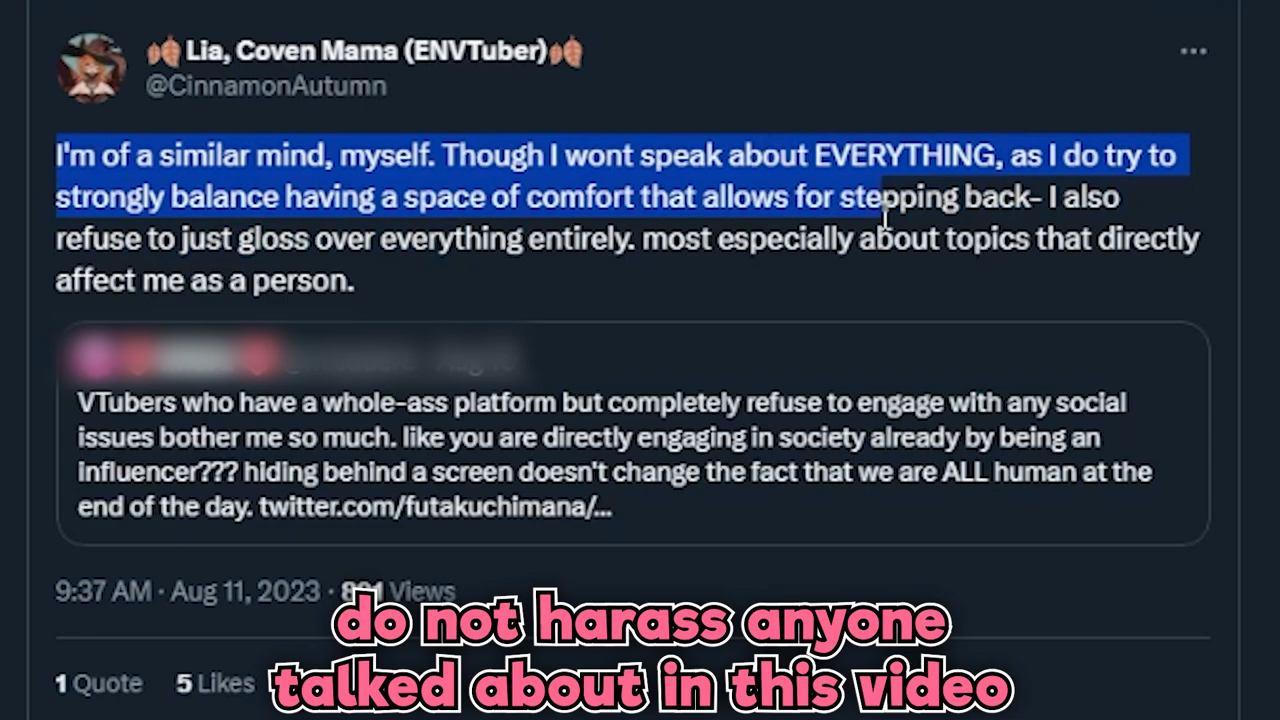 Lia, Coven Mama (ENVTuber)
@CinnamonAutumn
I'm of a similar mind, myself. Though I wont speak about EVERYTHING, as I do try to
strongly balance having a space of comfort that allows for stepping back- I also
refuse to just gloss over everything entirely. most especially about topics that directly
affect me as a person.
VTubers who have a whole-ass platform but completely refuse to engage with any social
issues bother me so much. like you are directly engaging in society already by being an
influencer??? hiding behind a screen doesn't change the fact that we are ALL human at the
end of the day. twitter.com/futakuchimana/...
9:37 AM · Aug 11, 2023 · Views
do not harass anyone
1 Quote 5 Likes
talked about in this video